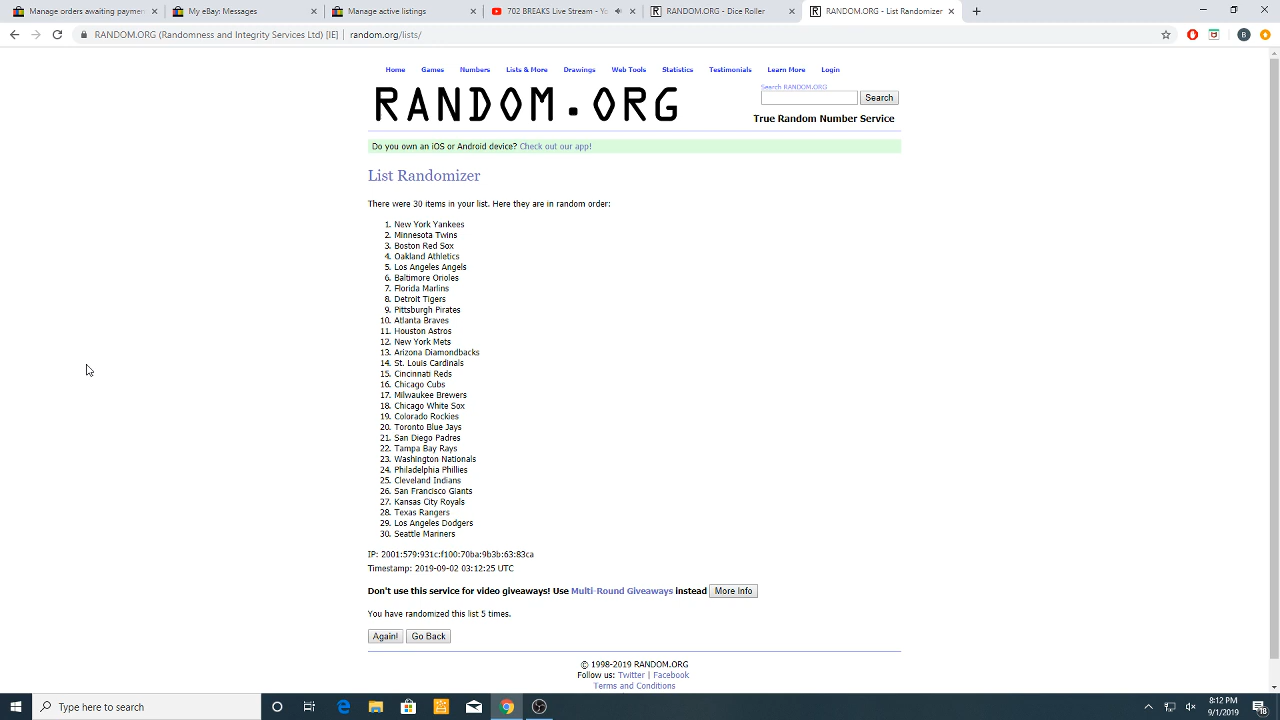 Manage orders awaiting payment
My eBay: Messages
Manage active listings
702 BREAKS Live Stream - Yo
RANDOM.ORG - Dice Roller
RANDOM.ORG - List Randomizer
RANDOM.ORG (Randomness and Integrity Services Ltd) [IE] | random.org/lists/
B
Home Games Numbers Lists & More Drawings Web Tools Statistics Testimonials Learn More Login
RANDOM.ORG
Search RANDOM.ORG
Search
True Random Number Service
Do you own an iOS or Android device? Check out our app!
List Randomizer
There were 30 items in your list. Here they are in random order:
1. New York Yankees
2. Minnesota Twins
3. Boston Red Sox
4. Oakland Athletics
5. Los Angeles Angels
6. Baltimore Orioles
7. Florida Marlins
8. Detroit Tigers
9. Pittsburgh Pirates
10. Atlanta Braves
11. Houston Astros
12. New York Mets
13. Arizona Diamondbacks
14. St. Louis Cardinals
15. Cincinnati Reds
16. Chicago Cubs
17. Milwaukee Brewers
18. Chicago White Sox
19. Colorado Rockies
20. Toronto Blue Jays
21. San Diego Padres
22. Tampa Bay Rays
23. Washington Nationals
24. Philadelphia Phillies
25. Cleveland Indians
26. San Francisco Giants
27. Kansas City Royals
28. Texas Rangers
29. Los Angeles Dodgers
30. Seattle Mariners
IP: 2001:579:931c:f100:70ba:9b3b:63:83ca
Timestamp: 2019-09-02 03:12:25 UTC
Don't use this service for video giveaways! Use Multi-Round Giveaways instead More Info
You have randomized this list 5 times.
Again! Go Back
© 1998-2019 RANDOM.ORG
Follow us: Twitter | Facebook
Terms and Conditions
Type here to search
8:12 PM
9/1/2019